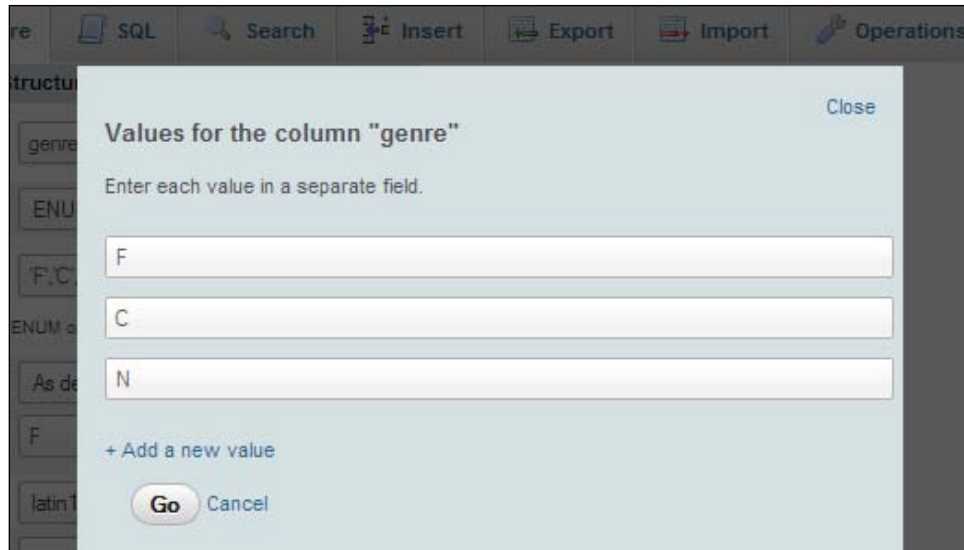 re SQL Search Insert Export Import Operations
Structu
Close
genre
Values for the column "genre"
Enter each value in a separate field.
ENU
F
'F','C',
C
ENUM o
As de
N
F
+ Add a new value
latin1
Go Cancel